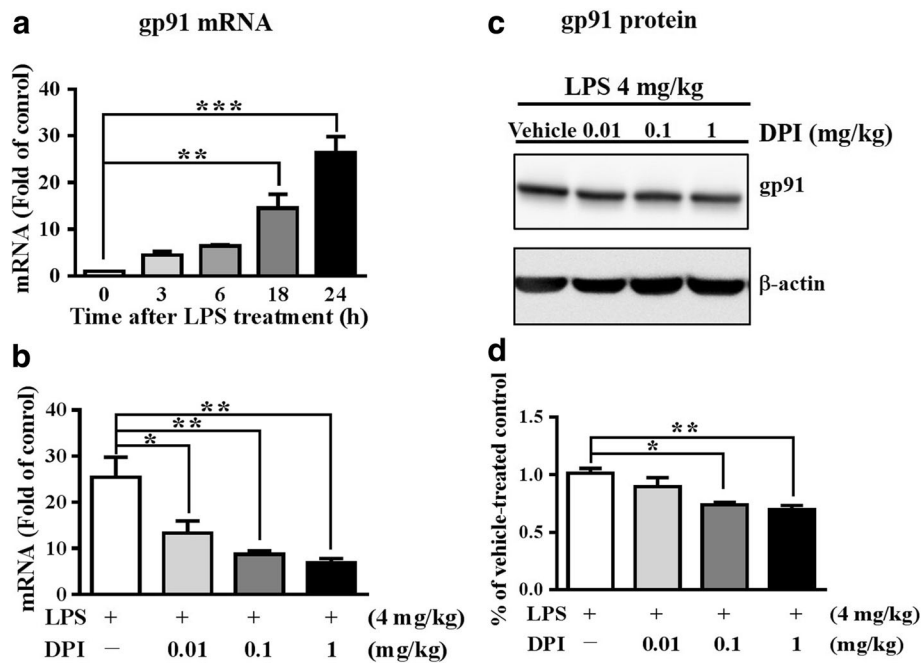 a gp91 mRNA
mRNA (Fold of conrol)
40
30
20
10
0
***
**
0 3 6 18 24
Time after LPS treatment (h)
b
mRNA (Fold of conrol)
40
30
20
10
0
**
**
*
LPS + + + + (4 mg/kg)
DPI − 0.01 0.1 1 (mg/kg)
c gp91 protein
LPS 4 mg/kg
Vehicle 0.01 0.1 1 DPI (mg/kg)
gp91
β-actin
d
% of vehicle-treated control
1.5
1.0
0.5
0.0
**
*
LPS + + + + (4 mg/kg)
DPI − 0.01 0.1 1 (mg/kg)